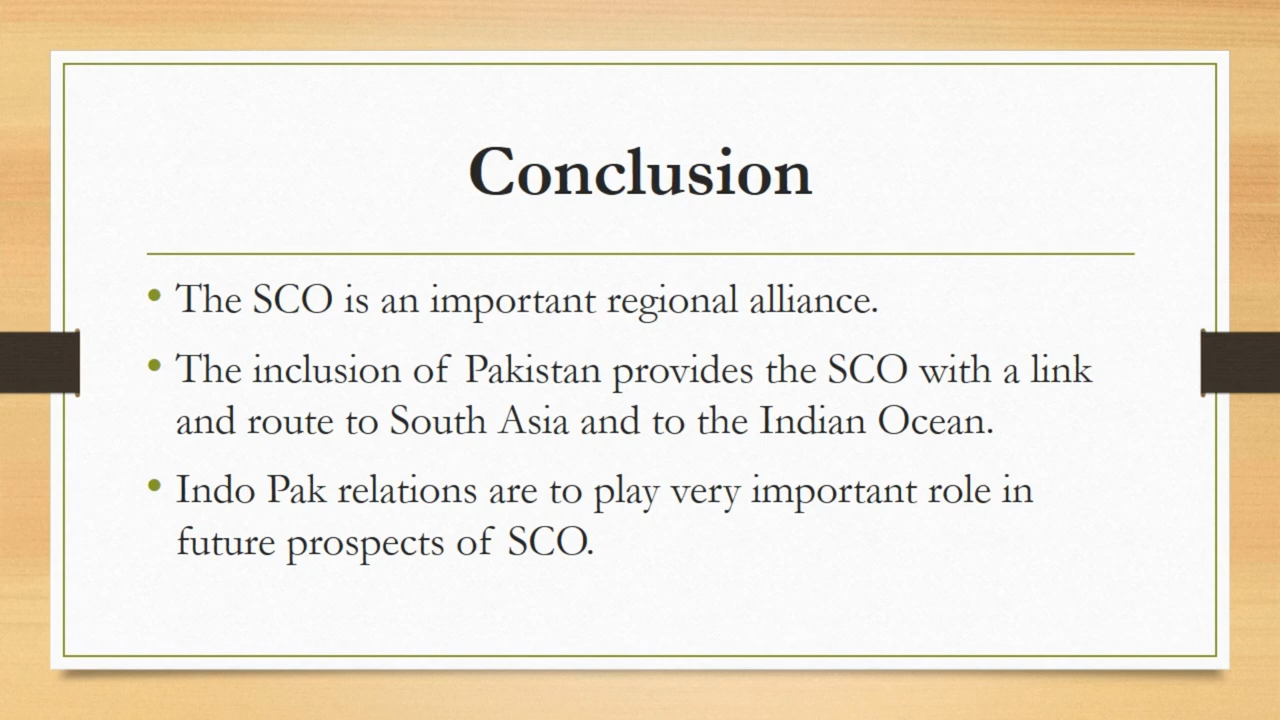 Conclusion
• The SCO is an important regional alliance.
• The inclusion of Pakistan provides the SCO with a link
and route to South Asia and to the Indian Ocean.
• Indo Pak relations are to play very important role in
future prospects of SCO.